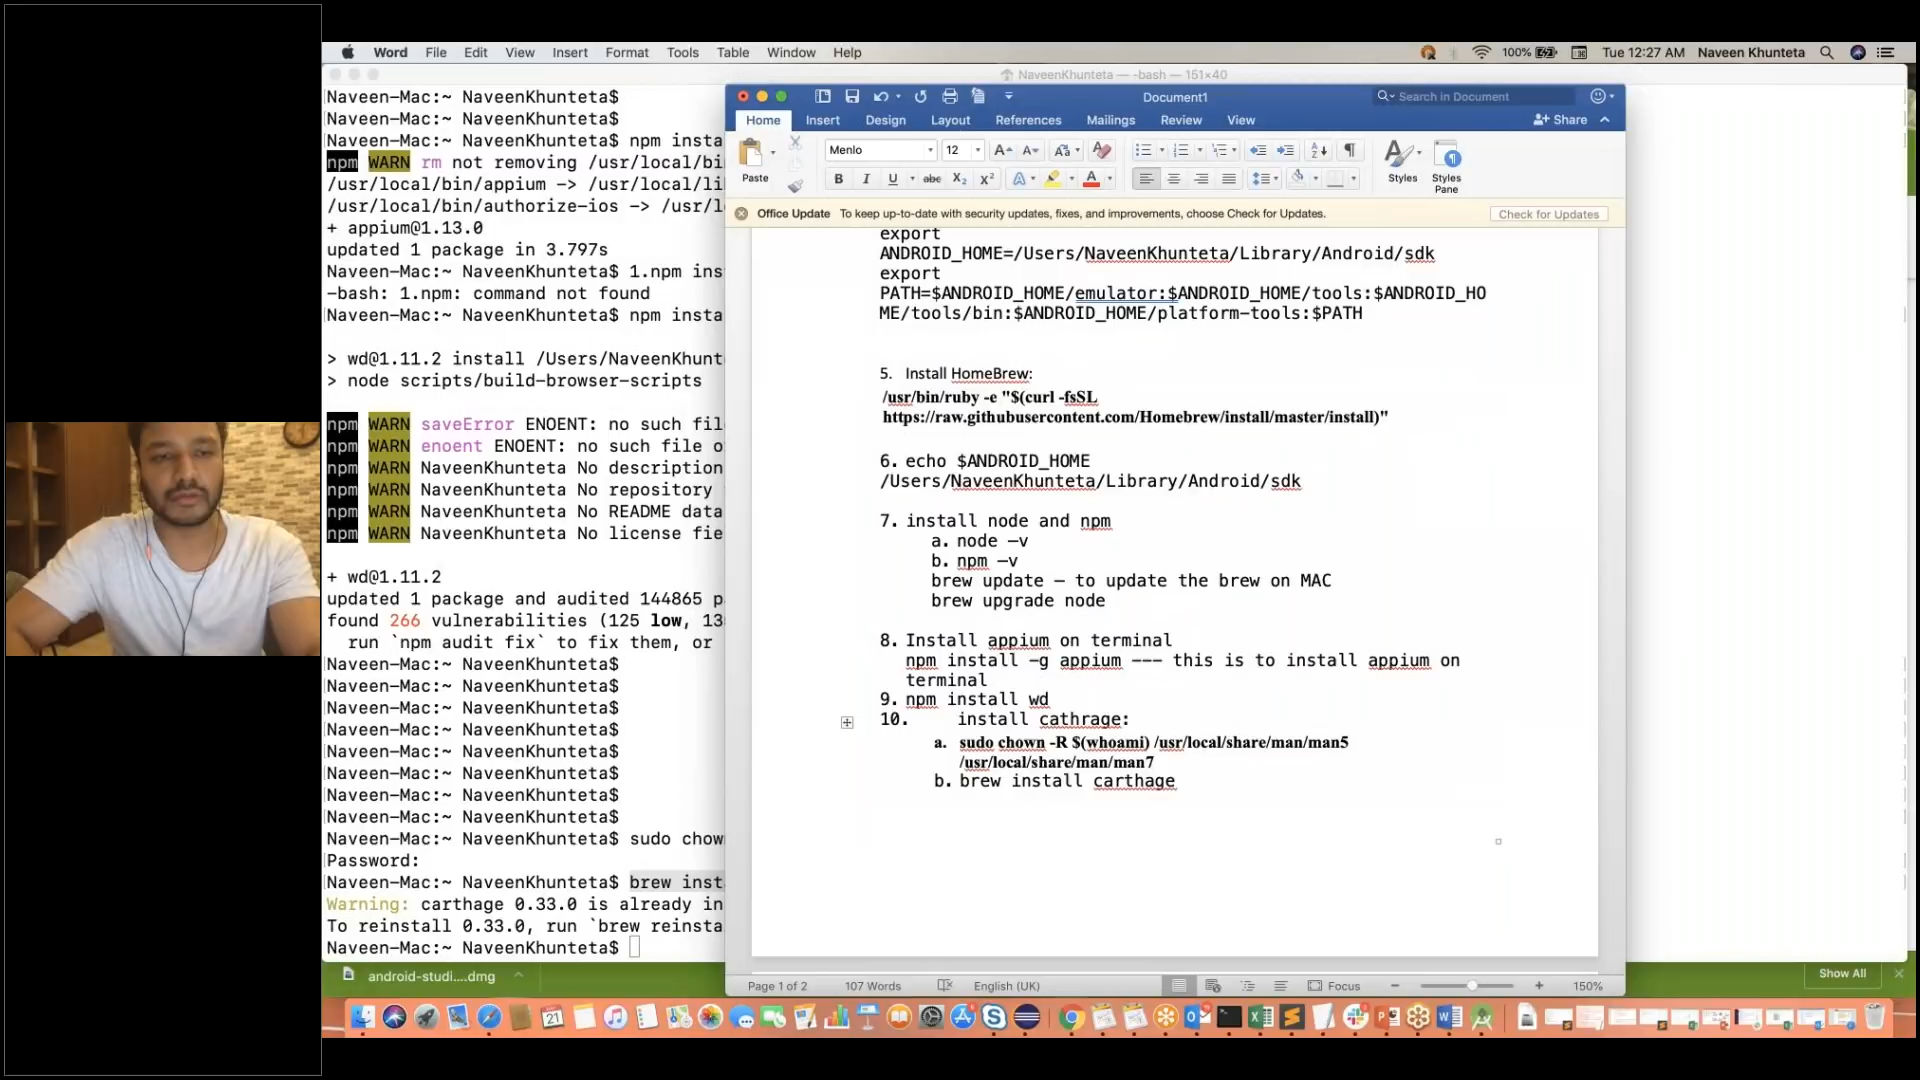 Word File Edit View Insert Format Tools Table Window Help
100% Tue 12:27 AM Naveen Khunteta
NaveenKhunteta — -bash — 151×40
Naveen-Mac:~ NaveenKhunteta$
Naveen-Mac:~ NaveenKhunteta$
Naveen-Mac:~ NaveenKhunteta$ npm insta
npm WARN rm not removing /usr/local/bi
/usr/local/bin/appium -> /usr/local/li
/usr/local/bin/authorize-ios -> /usr/l
+ appium@1.13.0
updated 1 package in 3.797s
Naveen-Mac:~ NaveenKhunteta$ 1.npm ins
-bash: 1.npm: command not found
Naveen-Mac:~ NaveenKhunteta$ npm insta
> wd@1.11.2 install /Users/NaveenKhunt
> node scripts/build-browser-scripts
npm WARN saveError ENOENT: no such fil
npm WARN enoent ENOENT: no such file o
npm WARN NaveenKhunteta No description
npm WARN NaveenKhunteta No repository
npm WARN NaveenKhunteta No README data
npm WARN NaveenKhunteta No license fie
+ wd@1.11.2
updated 1 package and audited 144865 p
found 266 vulnerabilities (125 low, 13
run `npm audit fix` to fix them, or
Naveen-Mac:~ NaveenKhunteta$
Naveen-Mac:~ NaveenKhunteta$
Naveen-Mac:~ NaveenKhunteta$
Naveen-Mac:~ NaveenKhunteta$
Naveen-Mac:~ NaveenKhunteta$
Naveen-Mac:~ NaveenKhunteta$
Naveen-Mac:~ NaveenKhunteta$
Naveen-Mac:~ NaveenKhunteta$
Naveen-Mac:~ NaveenKhunteta$ sudo chow
Password:
Naveen-Mac:~ NaveenKhunteta$ brew inst
Warning: carthage 0.33.0 is already in
To reinstall 0.33.0, run `brew reinsta
Naveen-Mac:~ NaveenKhunteta$
Document1
Search in Document
Home Insert Design Layout References Mailings Review View Share
Paste Menlo 12 Styles Styles Pane
Office Update To keep up-to-date with security updates, fixes, and improvements, choose Check for Updates. Check for Updates
export
ANDROID_HOME=/Users/NaveenKhunteta/Library/Android/sdk
export
PATH=$ANDROID_HOME/emulator:$ANDROID_HOME/tools:$ANDROID_HO
ME/tools/bin:$ANDROID_HOME/platform-tools:$PATH
5. Install HomeBrew:
/usr/bin/ruby -e "$(curl -fsSL
https://raw.githubusercontent.com/Homebrew/install/master/install)"
6. echo $ANDROID_HOME
/Users/NaveenKhunteta/Library/Android/sdk
7. install node and npm
a. node –v
b. npm –v
brew update – to update the brew on MAC
brew upgrade node
8. Install appium on terminal
npm install –g appium ––– this is to install appium on
terminal
9. npm install wd
10. install cathrage:
a. sudo chown -R $(whoami) /usr/local/share/man/man5
/usr/local/share/man/man7
b. brew install carthage
Page 1 of 2 107 Words English (UK) Focus 150%
android-studi....dmg
Show All
21